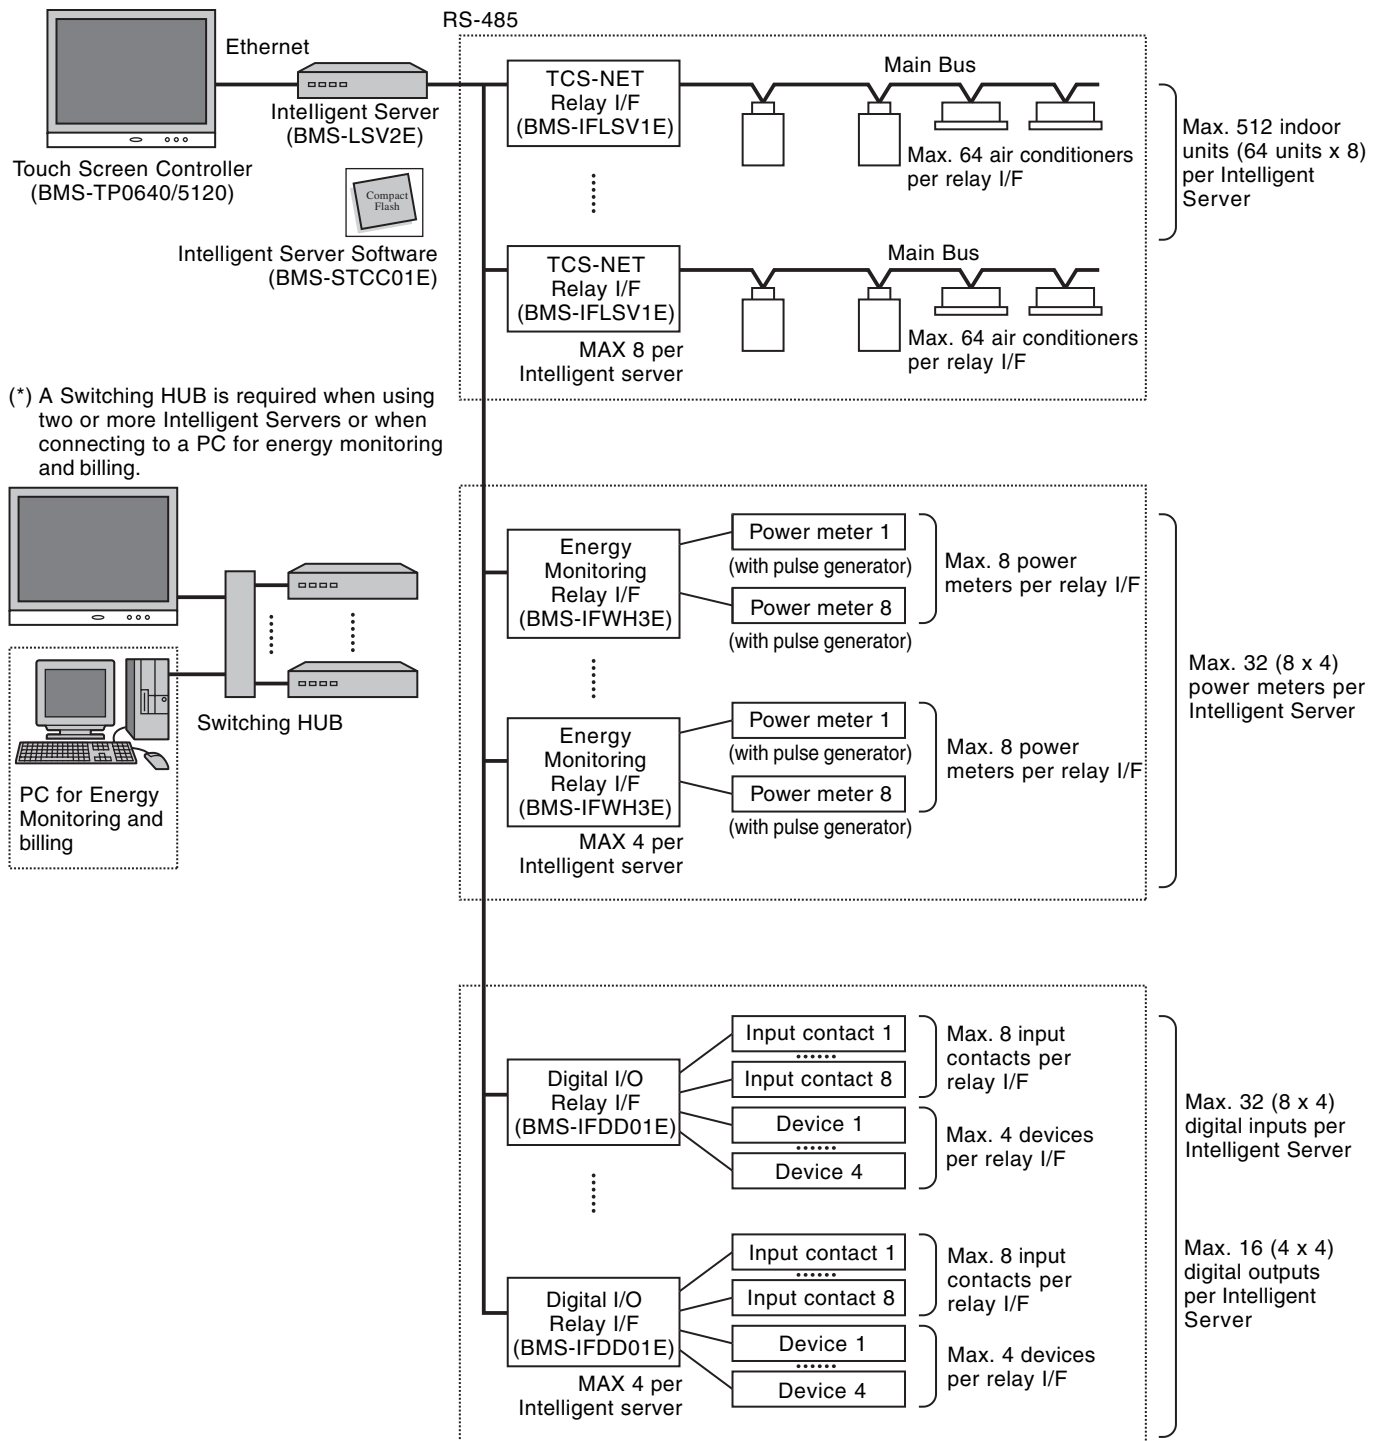 RS-485
Ethernet
Intelligent Server
(BMS-LSV2E)
Touch Screen Controller
(BMS-TP0640/5120)
Compact
Flash
Intelligent Server Software
(BMS-STCC01E)
TCS-NET
Relay I/F
(BMS-IFLSV1E)
Main Bus
Max. 64 air conditioners
per relay I/F
Max. 512 indoor
units (64 units x 8)
per Intelligent
Server
TCS-NET
Relay I/F
(BMS-IFLSV1E)
MAX 8 per
Intelligent server
Main Bus
Max. 64 air conditioners
per relay I/F
(*) A Switching HUB is required when using
two or more Intelligent Servers or when
connecting to a PC for energy monitoring
and billing.
Switching HUB
PC for Energy
Monitoring and
billing
Energy
Monitoring
Relay I/F
(BMS-IFWH3E)
Power meter 1
(with pulse generator)
Power meter 8
(with pulse generator)
Max. 8 power
meters per relay I/F
Energy
Monitoring
Relay I/F
(BMS-IFWH3E)
MAX 4 per
Intelligent server
Power meter 1
(with pulse generator)
Power meter 8
(with pulse generator)
Max. 8 power
meters per relay I/F
Max. 32 (8 x 4)
power meters per
Intelligent Server
Digital I/O
Relay I/F
(BMS-IFDD01E)
Input contact 1
Input contact 8
Device 1
Device 4
Max. 8 input
contacts per
relay I/F
Max. 4 devices
per relay I/F
Digital I/O
Relay I/F
(BMS-IFDD01E)
MAX 4 per
Intelligent server
Input contact 1
Input contact 8
Device 1
Device 4
Max. 8 input
contacts per
relay I/F
Max. 4 devices
per relay I/F
Max. 32 (8 x 4)
digital inputs per
Intelligent Server
Max. 16 (4 x 4)
digital outputs
per Intelligent
Server